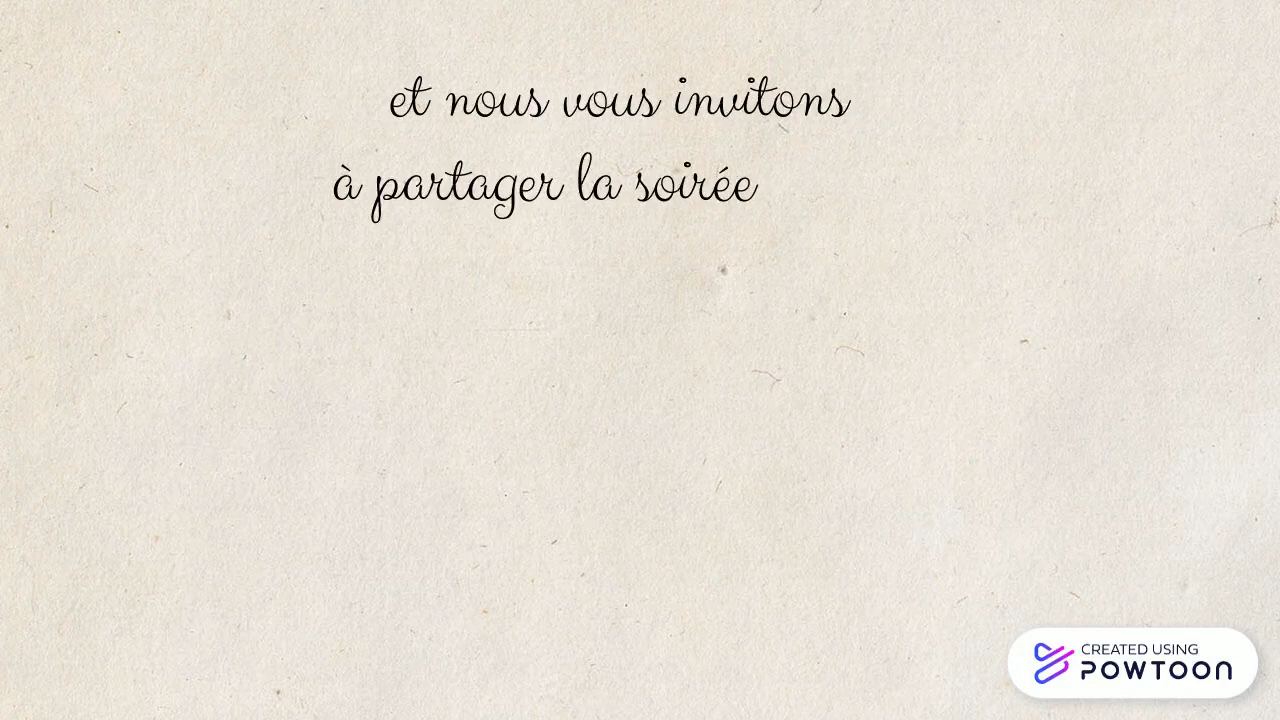 et nous vous invitons
à partager la soirée
CREATED USING
POWTOON